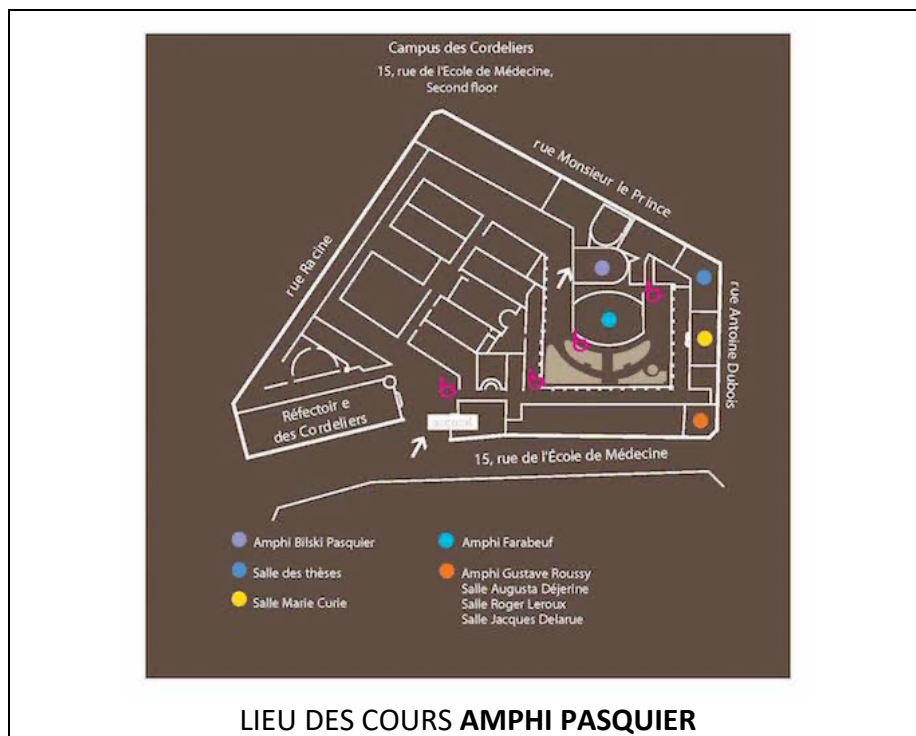 Campus des Cordeliers
15, rue de l'Ecole de Médecine,
Second floor
rue Monsieur le Prince
rue Racine
rue Antoine Dubois
Réfectoir e
des Cordeliers
15, rue de l'École de Médecine
Amphi Bilski Pasquier
Salle des thèses
Salle Marie Curie
Amphi Farabeuf
Amphi Gustave Roussy
Salle Augusta Déjerine
Salle Roger Leroux
Salle Jacques Delarue
LIEU DES COURS AMPHI PASQUIER